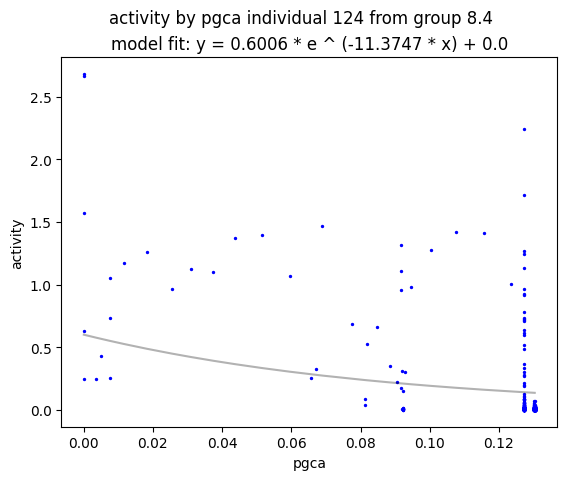 activity by pgca individual 124 from group 8.4
model fit: y = 0.6006 * e ^ (-11.3747 * x) + 0.0
2.5
2.0
1.5
1.0
0.5
0.0
activity
0.00 0.02 0.04 0.06 0.08 0.10 0.12
pgca